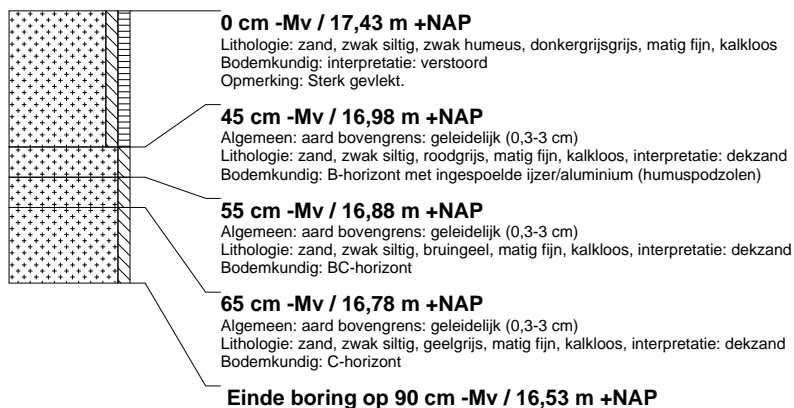 0 cm -Mv / 17,43 m +NAP
Lithologie: zand, zwak siltig, zwak humeus, donkergrijsgrijs, matig fijn, kalkloos
Bodemkundig: interpretatie: verstoord
Opmerking: Sterk gevlekt.
45 cm -Mv / 16,98 m +NAP
Algemeen: aard bovengrens: geleidelijk (0,3-3 cm)
Lithologie: zand, zwak siltig, roodgrijs, matig fijn, kalkloos, interpretatie: dekzand
Bodemkundig: B-horizont met ingespoelde ijzer/aluminium (humuspodzolen)
55 cm -Mv / 16,88 m +NAP
Algemeen: aard bovengrens: geleidelijk (0,3-3 cm)
Lithologie: zand, zwak siltig, bruingeel, matig fijn, kalkloos, interpretatie: dekzand
Bodemkundig: BC-horizont
65 cm -Mv / 16,78 m +NAP
Algemeen: aard bovengrens: geleidelijk (0,3-3 cm)
Lithologie: zand, zwak siltig, geelgrijs, matig fijn, kalkloos, interpretatie: dekzand
Bodemkundig: C-horizont
Einde boring op 90 cm -Mv / 16,53 m +NAP